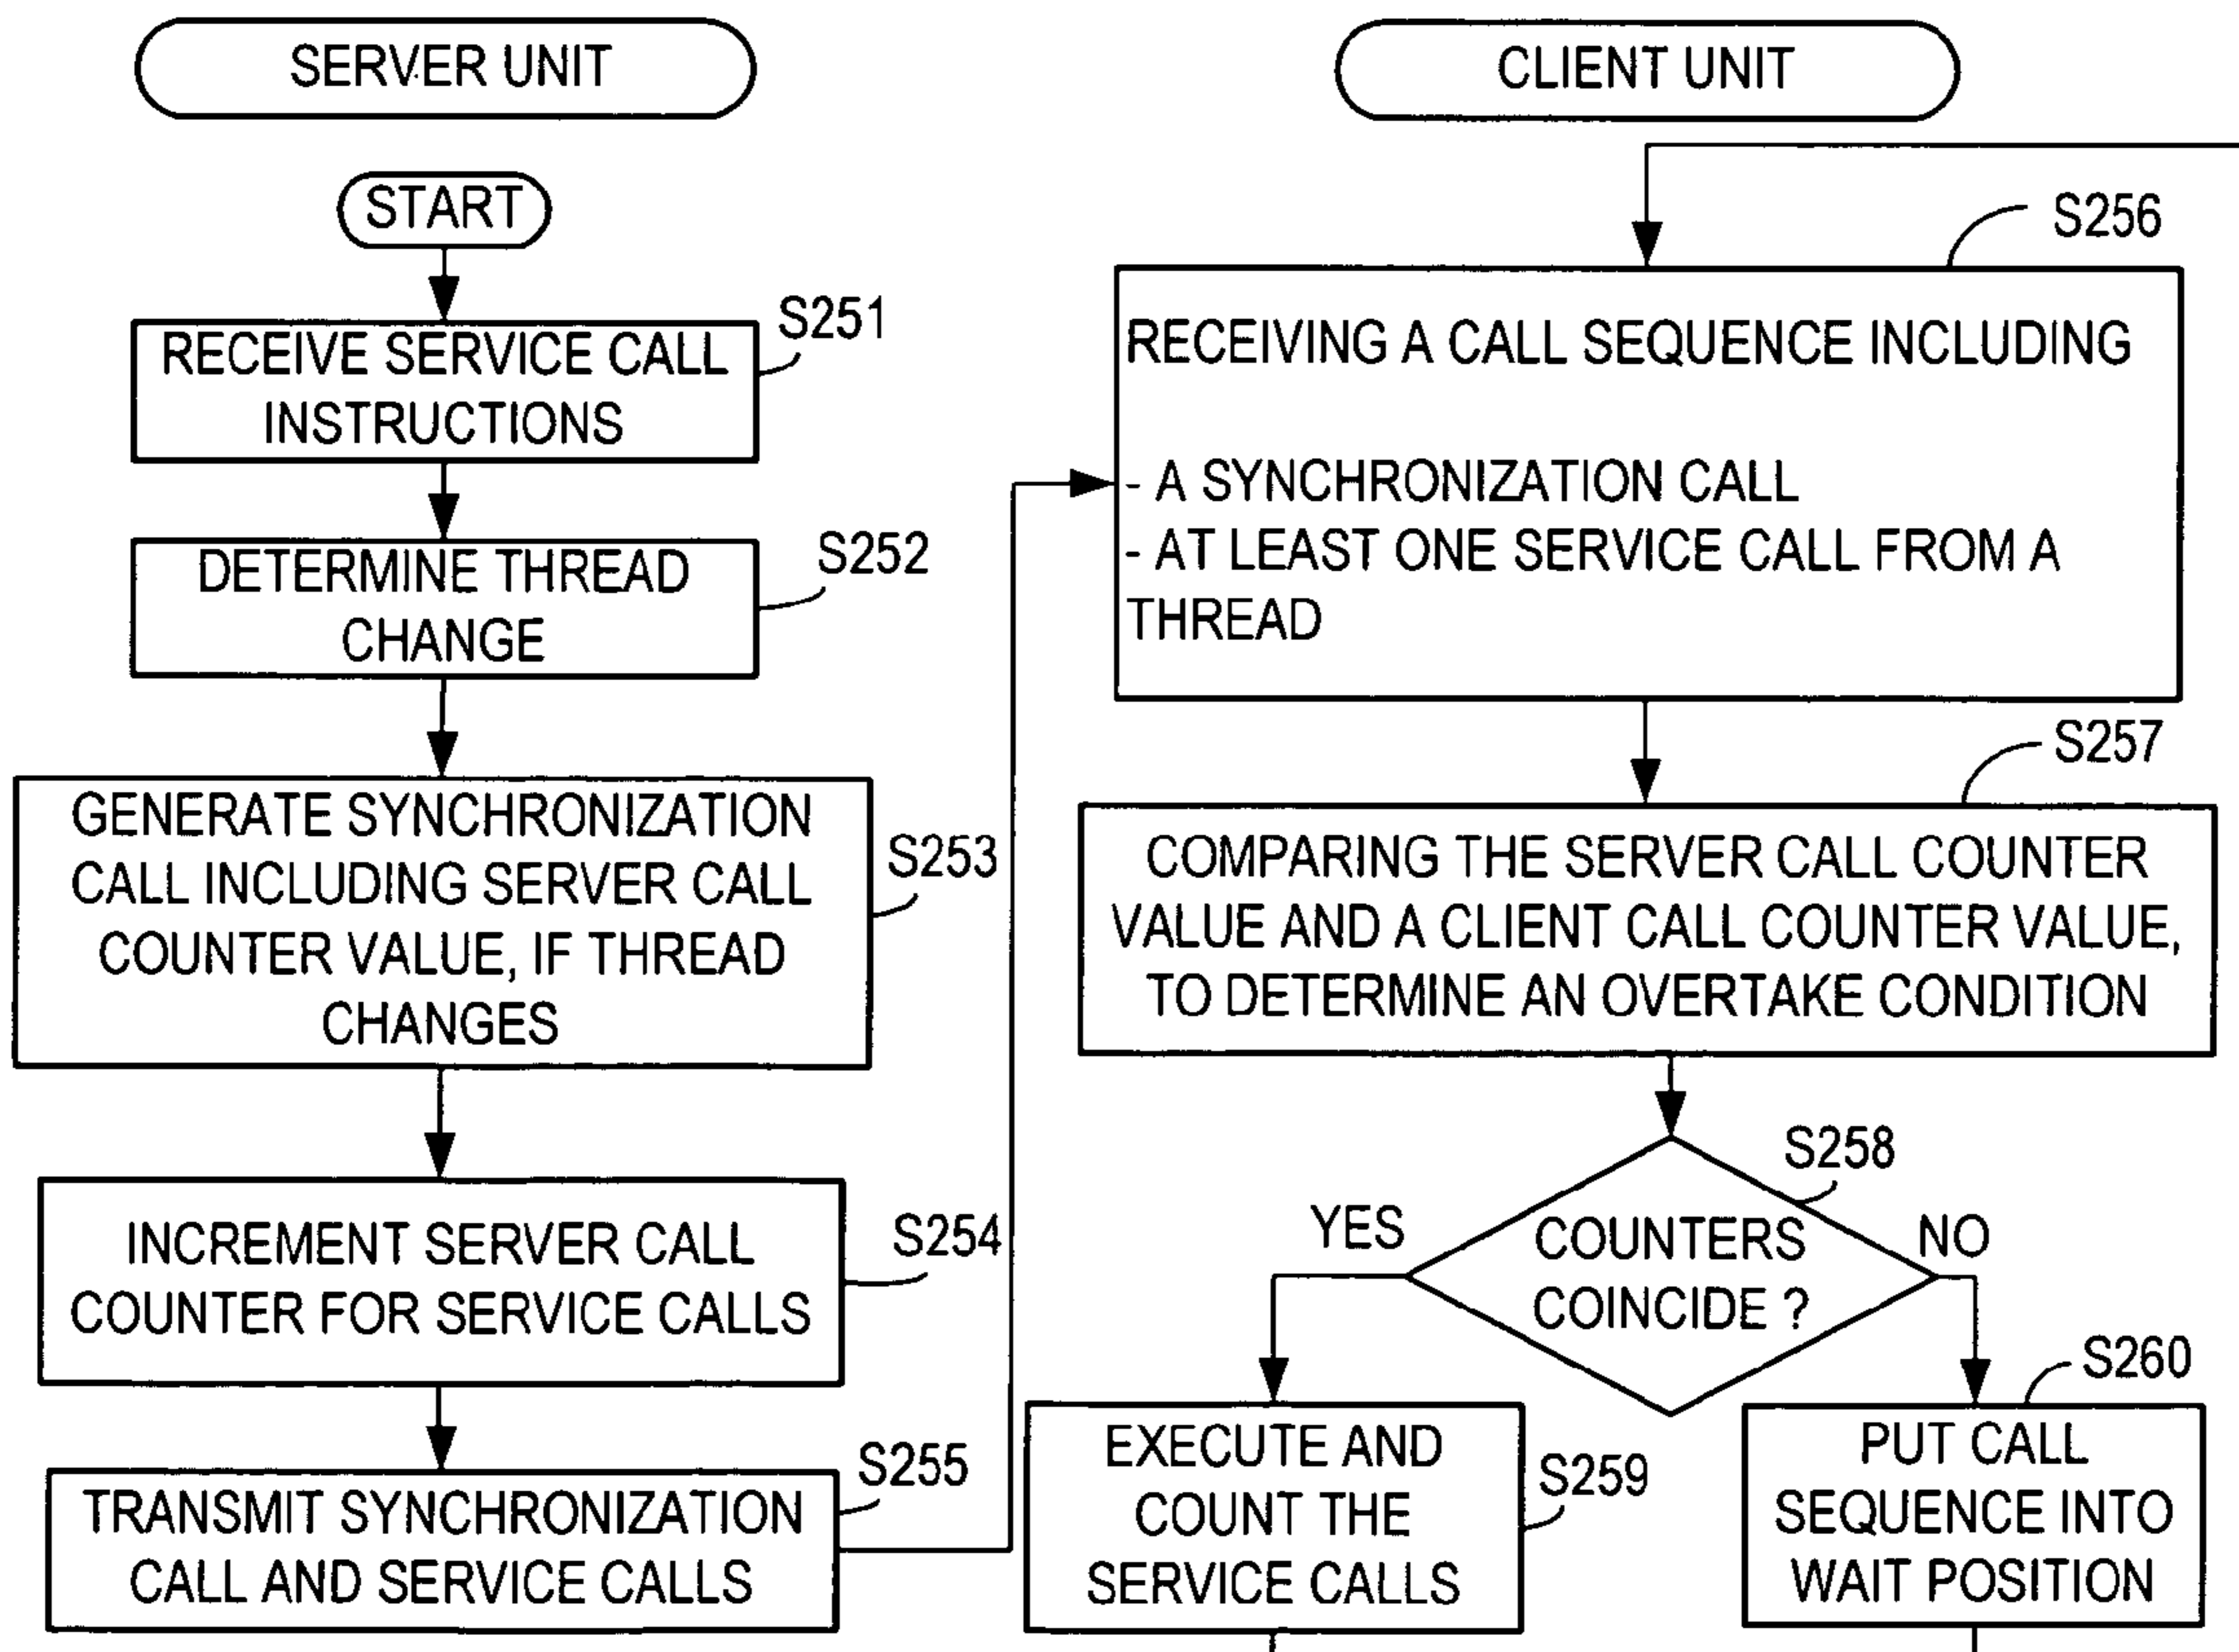 SERVER UNIT
START
S251
RECEIVE SERVICE CALL
INSTRUCTIONS
S252
DETERMINE THREAD
CHANGE
S253
GENERATE SYNCHRONIZATION
CALL INCLUDING SERVER CALL
COUNTER VALUE, IF THREAD
CHANGES
S254
INCREMENT SERVER CALL
COUNTER FOR SERVICE CALLS
S255
TRANSMIT SYNCHRONIZATION
CALL AND SERVICE CALLS
CLIENT UNIT
S256
RECEIVING A CALL SEQUENCE INCLUDING
- A SYNCHRONIZATION CALL
- AT LEAST ONE SERVICE CALL FROM A
THREAD
S257
COMPARING THE SERVER CALL COUNTER
VALUE AND A CLIENT CALL COUNTER VALUE,
TO DETERMINE AN OVERTAKE CONDITION
S258
COUNTERS
COINCIDE ?
YES
NO
S259
EXECUTE AND
COUNT THE
SERVICE CALLS
S260
PUT CALL
SEQUENCE INTO
WAIT POSITION